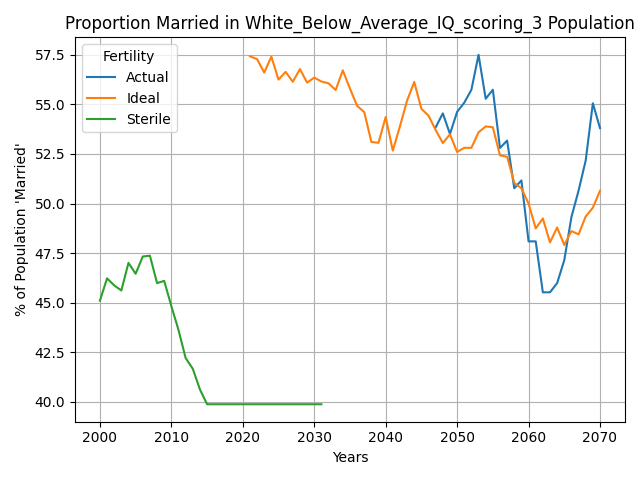 Proportion Married in White_Below_Average_IQ_scoring_3 Population
% of Population 'Married'
57.5
55.0
52.5
50.0
47.5
45.0
42.5
40.0
Fertility
Actual
Ideal
Sterile
2000 2010 2020 2030 2040 2050 2060 2070
Years